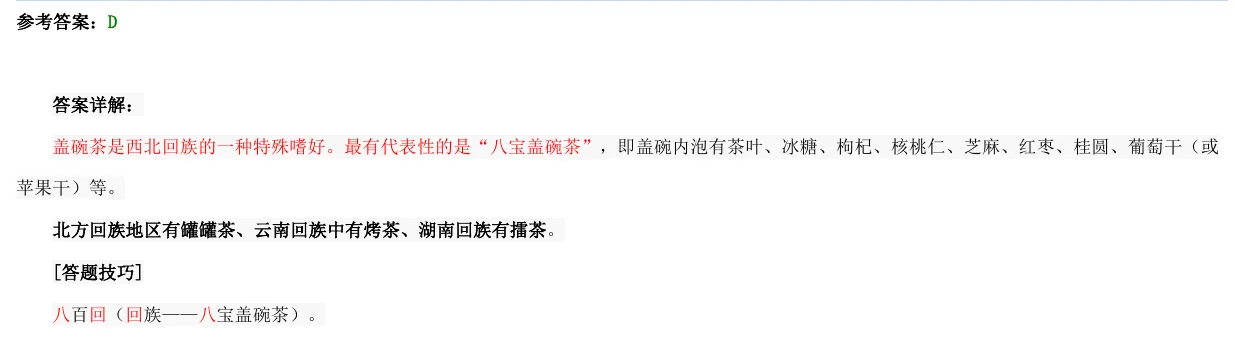 参考答案：D
答案详解：
盖碗茶是西北回族的一种特殊嗜好。最有代表性的是“八宝盖碗茶”，即盖碗内泡有茶叶、冰糖、枸杞、核桃仁、芝麻、红枣、桂圆、葡萄干（或
苹果干）等。
北方回族地区有罐罐茶、云南回族中有烤茶、湖南回族有擂茶。
[答题技巧]
八百回（回族——八宝盖碗茶）。